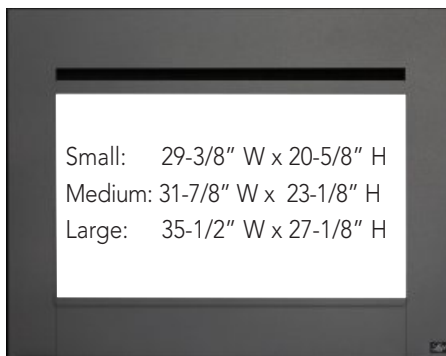 Small: 29-3/8” W x 20-5/8” H
Medium: 31-7/8” W x 23-1/8” H
Large: 35-1/2” W x 27-1/8” H